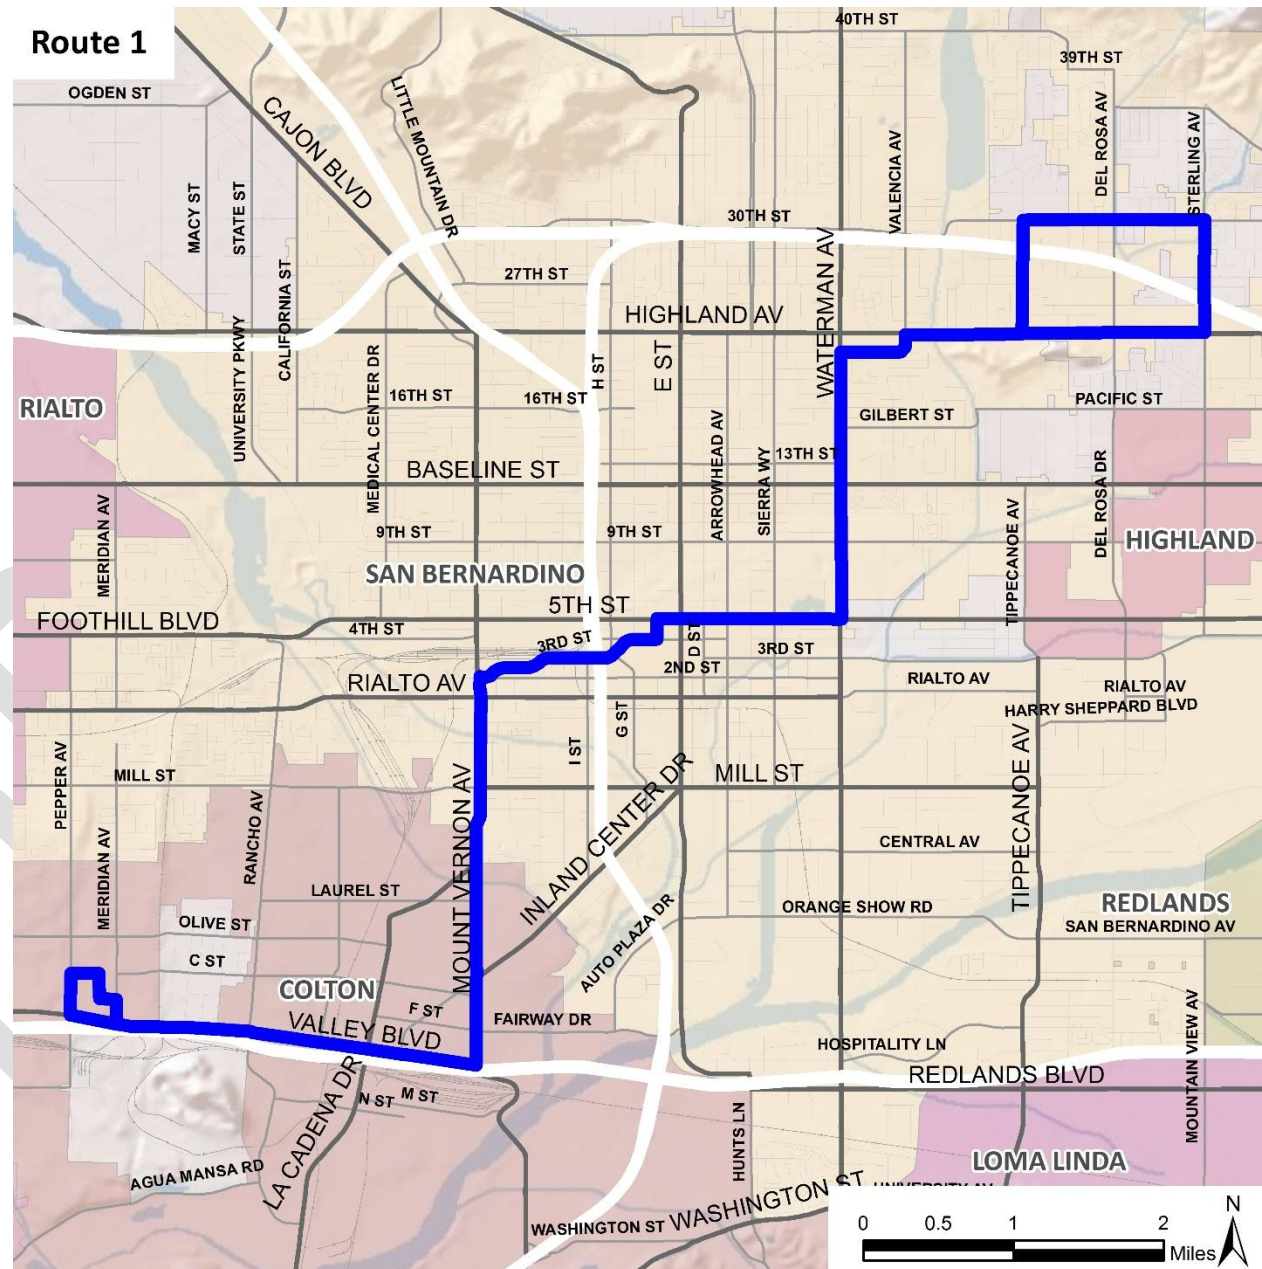 Route 1
40TH ST
39TH ST
OGDEN ST
CAJON BLVD
LITTLE MOUNTAIN DR
VALENCIA AV
DEL ROSA AV
STERLING AV
MACY ST
STATE ST
30TH ST
WATERMAN AV
27TH ST
CALIFORNIA ST
HIGHLAND AV
UNIVERSITY PKWY
MEDICAL CENTER DR
H ST
E ST
RIALTO
16TH ST
16TH ST
PACIFIC ST
GILBERT ST
ARROWHEAD AV
SIERRA WY
13TH ST
BASELINE ST
DEL ROSA DR
MERIDIAN AV
TIPPECANOE AV
9TH ST
9TH ST
HIGHLAND
SAN BERNARDINO
5TH ST
FOOTHILL BLVD
4TH ST
3RD ST
D ST
3RD ST
2ND ST
RIALTO AV
RIALTO AV
RIALTO AV
HARRY SHEPPARD BLVD
G ST
I ST
PEPPER AV
MILL ST
MILL ST
TIPPECANOE AV
MOUNT VERNON AV
INLAND CENTER DR
RANCHO AV
MERIDIAN AV
CENTRAL AV
LAUREL ST
OLIVE ST
ORANGE SHOW RD
REDLANDS
SAN BERNARDINO AV
AUTO PLAZA DR
C ST
COLTON
F ST
VALLEY BLVD
FAIRWAY DR
HOSPITALITY LN
REDLANDS BLVD
MOUNTAIN VIEW AV
LA CADENA DR
N ST
M ST
HUNTS LN
AGUA MANSA RD
LOMA LINDA
UNIVERSITY AV
WASHINGTON ST
WASHINGTON ST
N
0 0.5 1 2
Miles